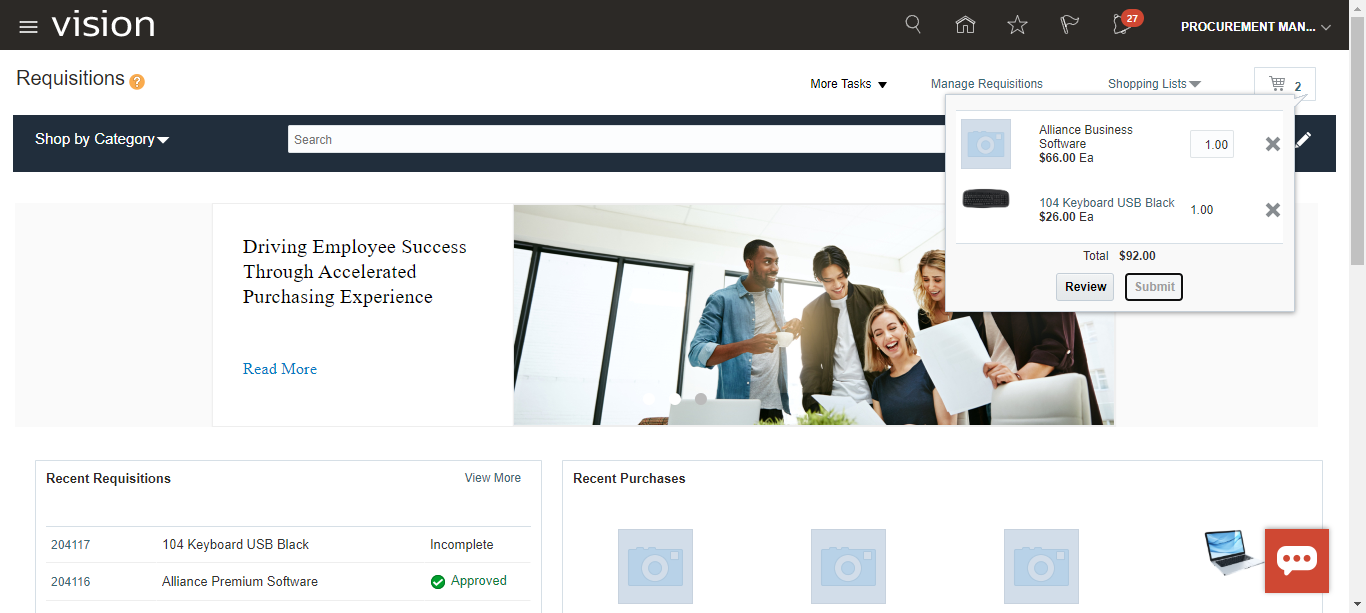 vision
27
PROCUREMENT MAN...
Requisitions ?
More Tasks
Manage Requisitions
Shopping Lists
2
Shop by Category
Search
Alliance Business
Software
$66.00 Ea
1.00
104 Keyboard USB Black
$26.00 Ea
1.00
Total $92.00
Review
Submit
Driving Employee Success
Through Accelerated
Purchasing Experience
Read More
Recent Requisitions
View More
204117 104 Keyboard USB Black Incomplete
204116 Alliance Premium Software Approved
Recent Purchases